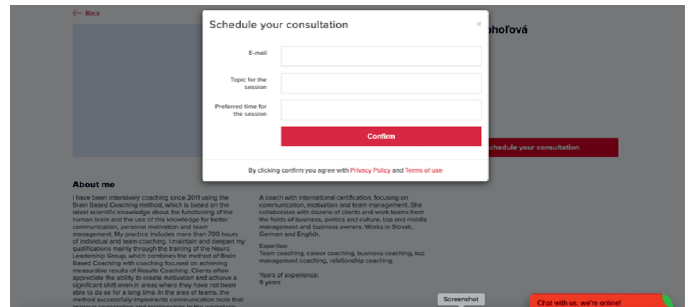 ← Back
Schedule your consultation
×
oholová
E-mail
Topic for the
session
Preferred time for
the session
Confirm
chedule your consultation
By clicking confirm you agree with Privacy Policy and Terms of use
About me
I have been intensively coaching since 2011 using the
Brain Based Coaching method, which is based on the
latest scientific knowledge about the functioning of the
human brain and the use of this knowledge for better
communication, personal motivation and team
management. My practice includes more than 700 hours
of individual and team coaching. I maintain and deepen my
qualifications mainly through the training of the Neuro
Leadership Group, which combines the method of Brain
Based Coaching with coaching focused on achieving
measurable results of Results Coaching. Clients often
appreciate the ability to create motivation and achieve a
significant shift even in areas where they have not been
able to do so for a long time. In the area of teams, the
method successfully implements communication tools that
A coach with international certification, focusing on
communication, motivation and team management. She
collaborates with dozens of clients and work teams from
the fields of business, politics and culture, top and middle
management and business owners. Works in Slovak,
German and English.
Expertise:
Team coaching, career coaching, business coaching, top
management coaching, relationship coaching
Years of experience:
9 years
Screenshot
Chat with us, we're online!